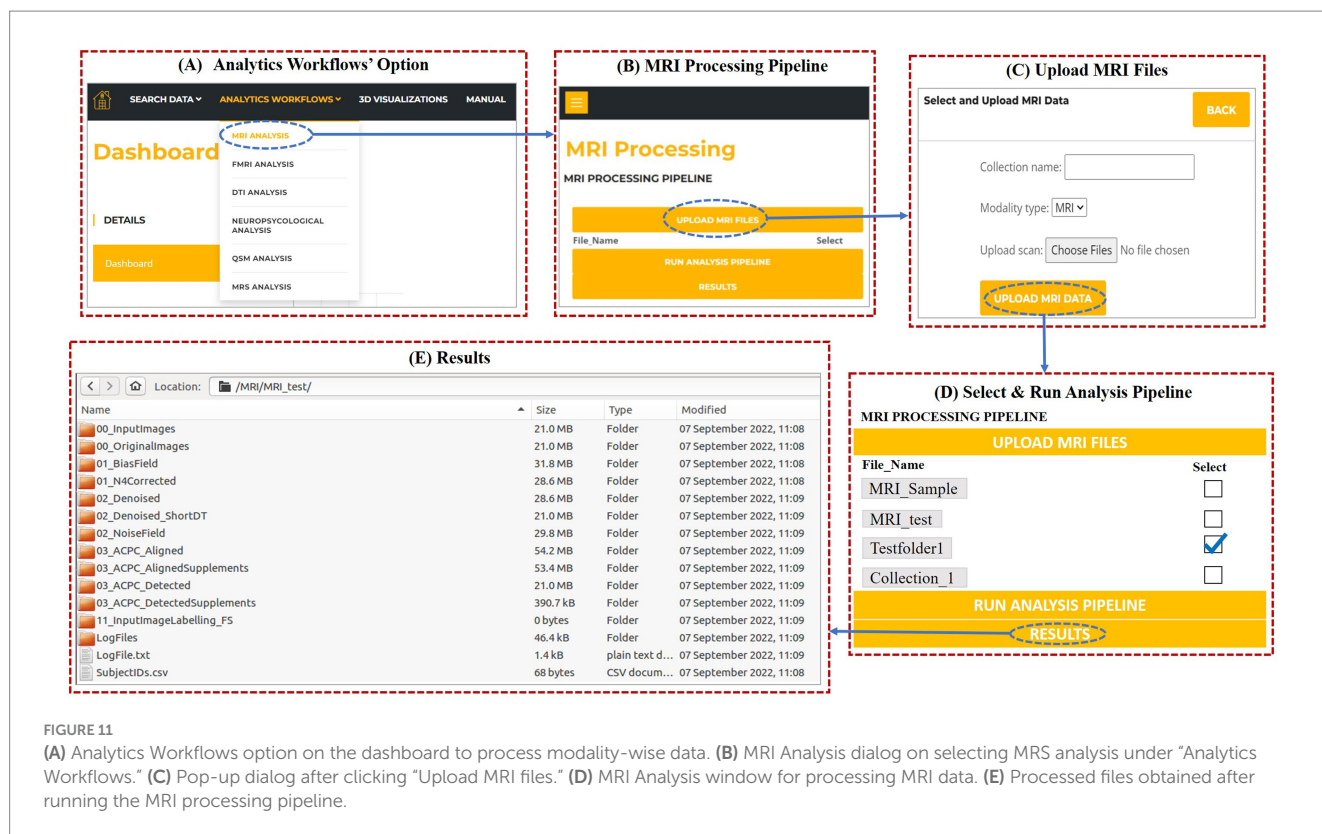 (A) Analytics Workflows' Option
SEARCH DATA ANALYTICS WORKFLOWS 3D VISUALIZATIONS MANUAL
MRI ANALYSIS
Dashboard
FMRI ANALYSIS
DTI ANALYSIS
DETAILS
NEUROPSYCOLOGICAL
ANALYSIS
Dashboard
QSM ANALYSIS
MRS ANALYSIS
(B) MRI Processing Pipeline
MRI Processing
MRI PROCESSING PIPELINE
UPLOAD MRI FILES
File_Name Select
RUN ANALYSIS PIPELINE
RESULTS
(C) Upload MRI Files
Select and Upload MRI Data
BACK
Collection name:
Modality type: MRI
Upload scan: Choose Files No file chosen
UPLOAD MRI DATA
(D) Select & Run Analysis Pipeline
MRI PROCESSING PIPELINE
UPLOAD MRI FILES
File_Name Select
MRI_Sample
MRI_test
Testfolder1
Collection_1
RUN ANALYSIS PIPELINE
RESULTS
(E) Results
Location: /MRI/MRI_test/
Name Size Type Modified
00_InputImages 21.0 MB Folder 07 September 2022, 11:08
00_OriginalImages 21.0 MB Folder 07 September 2022, 11:08
01_BiasField 31.8 MB Folder 07 September 2022, 11:08
01_N4Corrected 28.6 MB Folder 07 September 2022, 11:08
02_Denoised 28.6 MB Folder 07 September 2022, 11:09
02_Denoised_ShortDT 21.0 MB Folder 07 September 2022, 11:09
02_NoiseField 29.8 MB Folder 07 September 2022, 11:09
03_ACPC_Aligned 54.2 MB Folder 07 September 2022, 11:09
03_ACPC_AlignedSupplements 53.4 MB Folder 07 September 2022, 11:09
03_ACPC_Detected 21.0 MB Folder 07 September 2022, 11:09
03_ACPC_DetectedSupplements 390.7 kB Folder 07 September 2022, 11:09
11_InputImageLabelling_FS 0 bytes Folder 07 September 2022, 11:09
LogFiles 46.4 kB Folder 07 September 2022, 11:09
LogFile.txt 1.4 kB plain text d... 07 September 2022, 11:09
SubjectIDs.csv 68 bytes CSV docum... 07 September 2022, 11:08
FIGURE 11
(A) Analytics Workflows option on the dashboard to process modality-wise data. (B) MRI Analysis dialog on selecting MRS analysis under "Analytics
Workflows." (C) Pop-up dialog after clicking "Upload MRI files." (D) MRI Analysis window for processing MRI data. (E) Processed files obtained after
running the MRI processing pipeline.